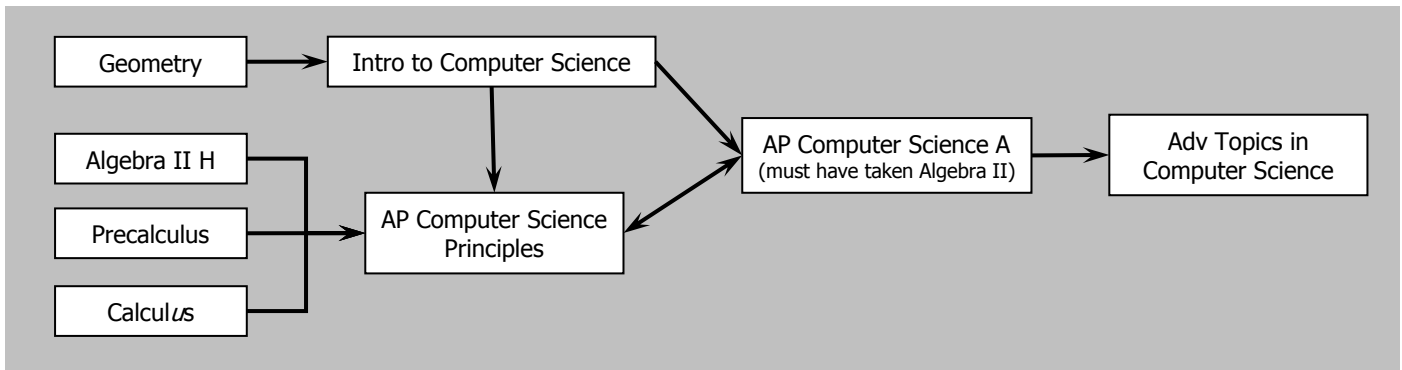 Geometry
Intro to Computer Science
Algebra II H
AP Computer Science A
(must have taken Algebra II)
Adv Topics in
Computer Science
Precalculus
AP Computer Science
Principles
Calculus